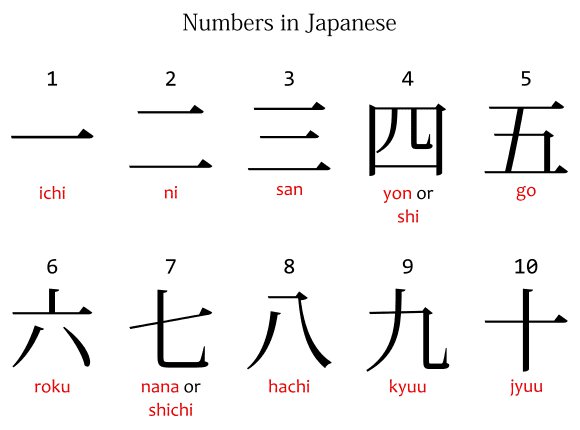 Numbers in Japanese
1 2 3 4 5
一 二 三 四 五
ichi ni san yon or shi go
6 7 8 9 10
六 七 八 九 十
roku nana or shichi hachi kyuu jyuu